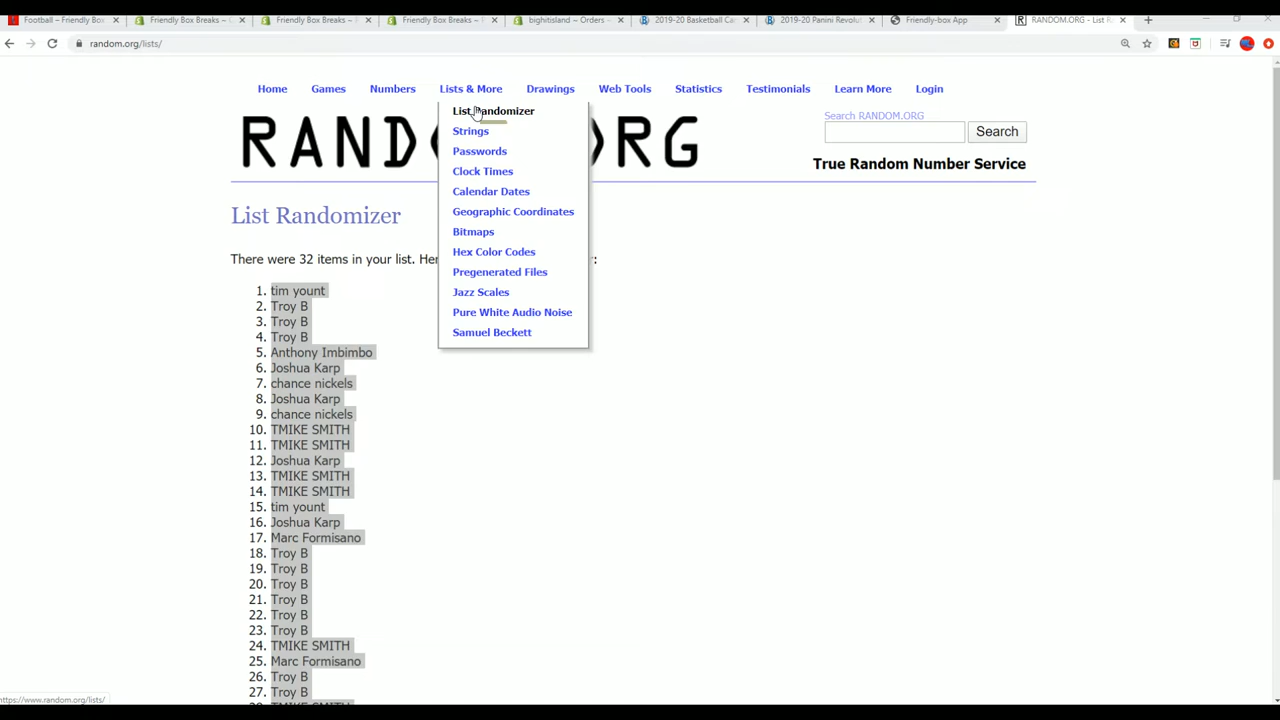 Football – Friendly Box Breaks
Friendly Box Breaks – C
Friendly Box Breaks –
Friendly Box Breaks –
bighitisland ~ Orders
2019-20 Basketball Ca
2019-20 Panini Revolu
Friendly-box App
RANDOM.ORG - List R
random.org/lists/
Home Games Numbers Lists & More Drawings Web Tools Statistics Testimonials Learn More Login
List Randomizer
Strings
Passwords
Clock Times
Calendar Dates
Geographic Coordinates
Bitmaps
Hex Color Codes
Pregenerated Files
Jazz Scales
Pure White Audio Noise
Samuel Beckett
RAND RG
Search RANDOM.ORG
Search
True Random Number Service
List Randomizer
There were 32 items in your list. Her :
1. tim yount
2. Troy B
3. Troy B
4. Troy B
5. Anthony Imbimbo
6. Joshua Karp
7. chance nickels
8. Joshua Karp
9. chance nickels
10. TMIKE SMITH
11. TMIKE SMITH
12. Joshua Karp
13. TMIKE SMITH
14. TMIKE SMITH
15. tim yount
16. Joshua Karp
17. Marc Formisano
18. Troy B
19. Troy B
20. Troy B
21. Troy B
22. Troy B
23. Troy B
24. TMIKE SMITH
25. Marc Formisano
26. Troy B
27. Troy B
https://www.random.org/lists/